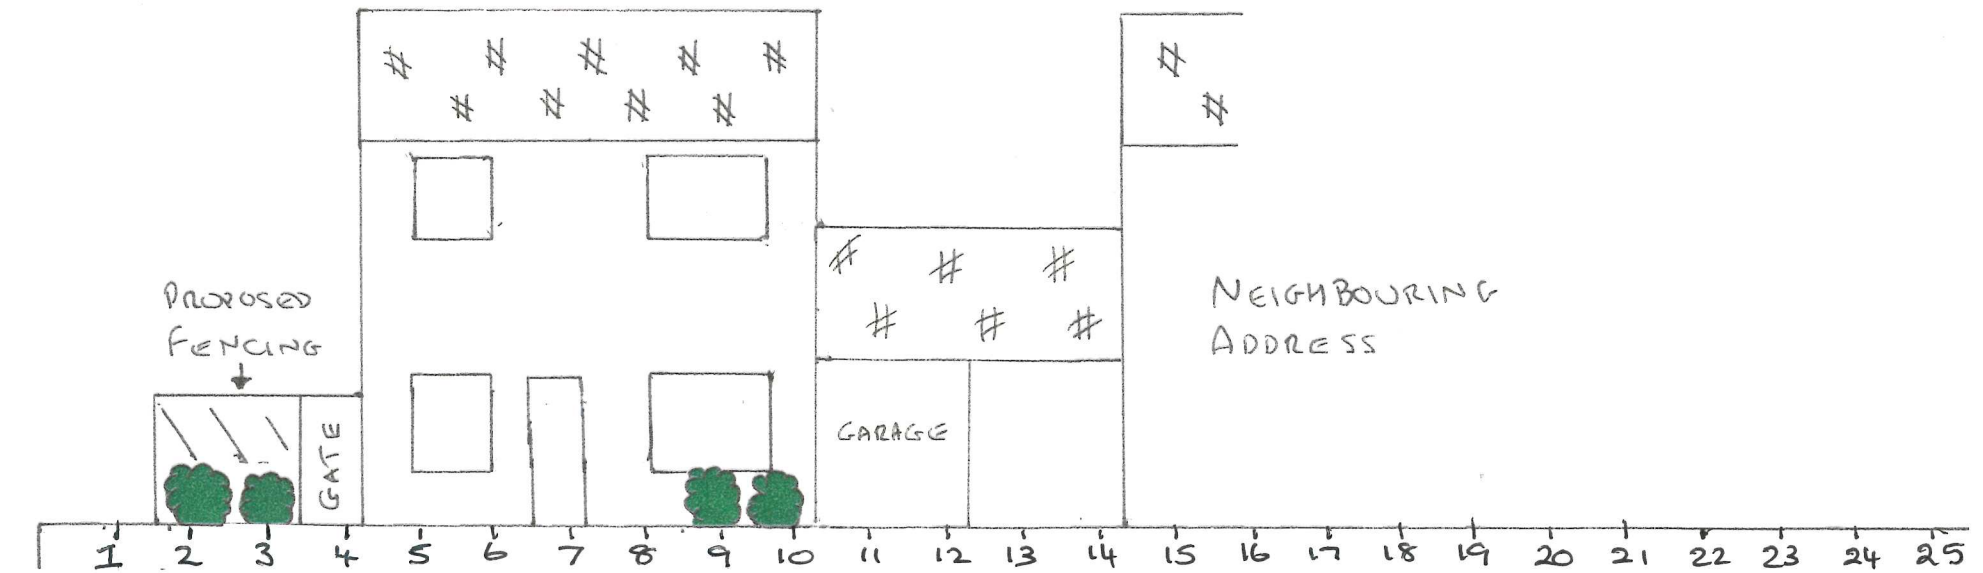 PROPOSED
FENCING
GATE
GARAGE
NEIGHBOURING
ADDRESS
1 2 3 4 5 6 7 8 9 10 11 12 13 14 15 16 17 18 19 20 21 22 23 24 25